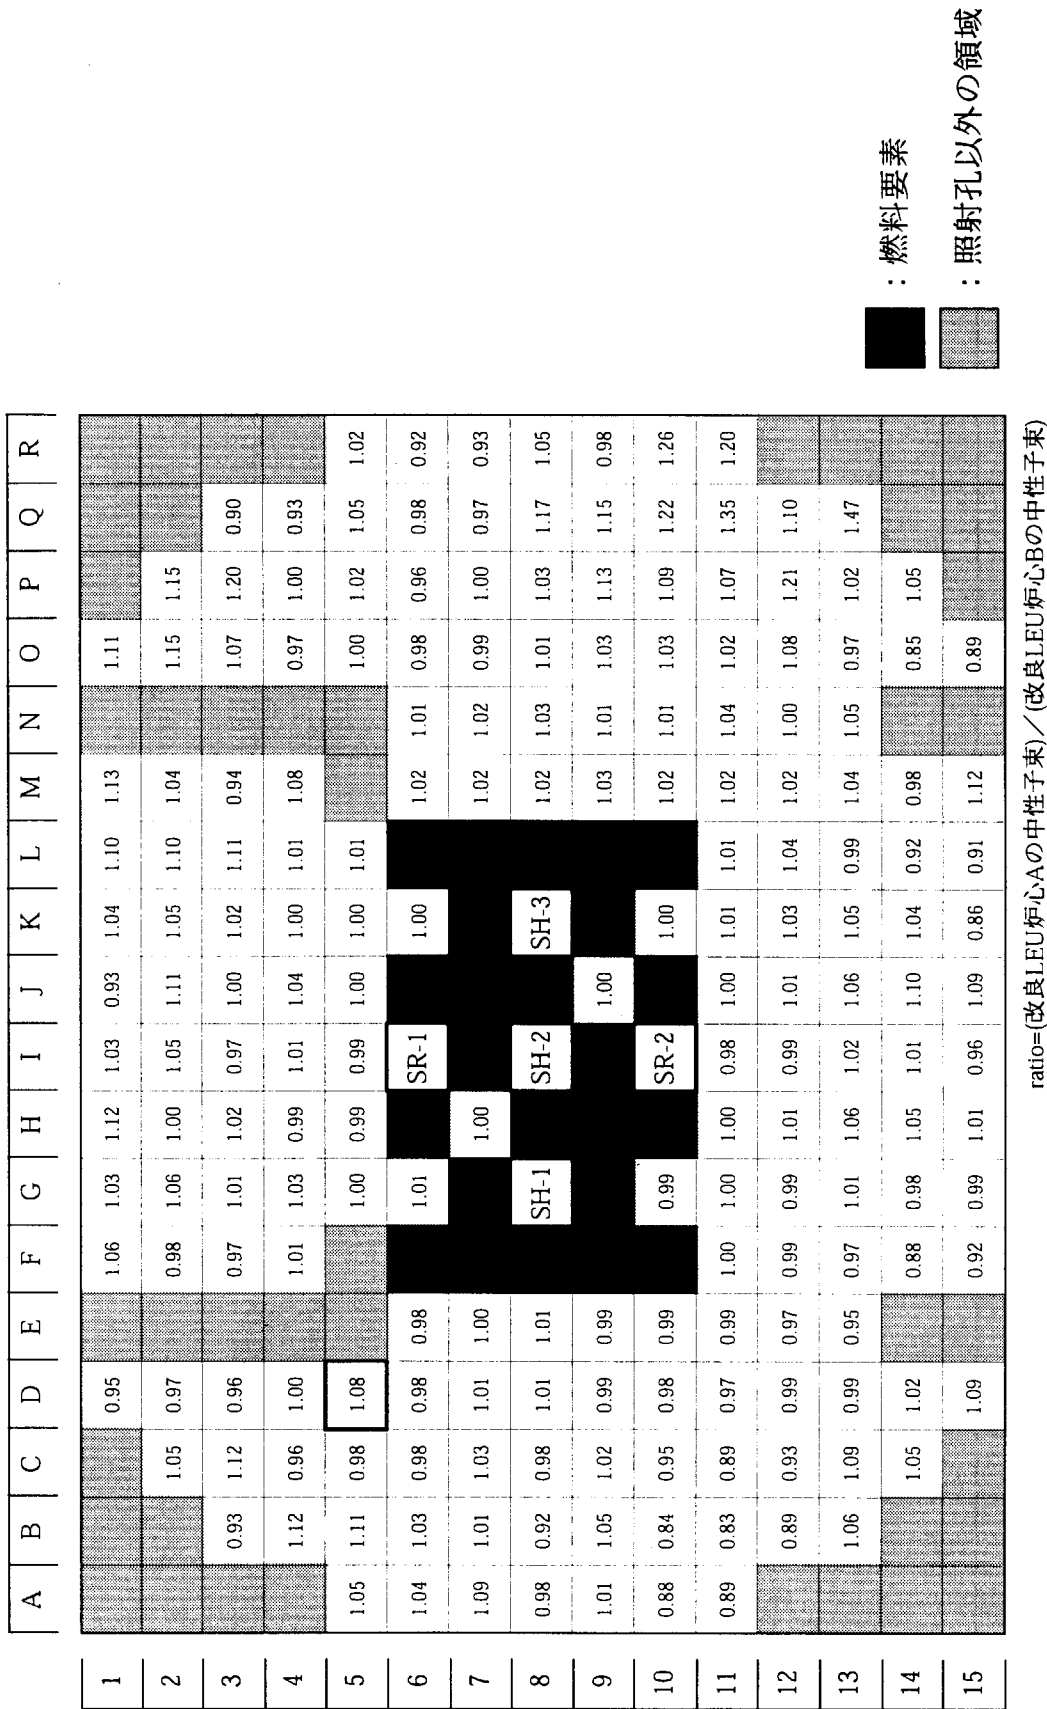 A B C D E F G H I J K L M N O P Q R
1 0.95 1.06 1.03 1.12 1.03 0.93 1.04 1.10 1.13 1.11
2 1.05 0.97 0.98 1.06 1.00 1.05 1.11 1.05 1.10 1.04 1.15 1.15
3 0.93 1.12 0.96 0.97 1.01 1.02 0.97 1.00 1.02 1.11 0.94 1.07 1.20 0.90
4 1.12 0.96 1.00 1.01 1.03 0.99 1.01 1.04 1.00 1.01 1.08 0.97 1.00 0.93
5 1.05 1.11 0.98 1.08 1.00 0.99 0.99 1.00 1.00 1.01 1.00 1.02 1.05 1.02
6 1.04 1.03 0.98 0.98 0.98 1.01 SR-1 1.00 1.02 1.01 0.98 0.96 0.98 0.92
7 1.09 1.01 1.03 1.01 1.00 1.00 1.02 1.02 0.99 1.00 0.97 0.93
8 0.98 0.92 0.98 1.01 1.01 SH-1 SH-2 SH-3 1.02 1.03 1.01 1.03 1.17 1.05
9 1.01 1.05 1.02 0.99 0.99 1.00 1.03 1.01 1.03 1.13 1.15 0.98
10 0.88 0.84 0.95 0.98 0.99 0.99 SR-2 1.00 1.02 1.01 1.03 1.09 1.22 1.26
11 0.89 0.83 0.89 0.97 0.99 1.00 1.00 1.00 0.98 1.00 1.01 1.01 1.02 1.04 1.02 1.07 1.35 1.20
12 0.89 0.93 0.99 0.97 0.99 0.99 1.01 0.99 1.01 1.03 1.04 1.02 1.00 1.08 1.21 1.10
13 1.06 1.09 0.99 0.95 0.97 1.01 1.06 1.02 1.06 1.05 0.99 1.04 1.05 0.97 1.02 1.47
14 1.05 1.02 0.88 0.98 1.05 1.01 1.10 1.04 0.92 0.98 0.85 1.05
15 1.09 0.92 0.99 1.01 0.96 1.09 0.86 0.91 1.12 0.89
ratio=(改良LEU炉心Aの中性子束)／(改良LEU炉心Bの中性子束)
：燃料要素
：照射孔以外の領域